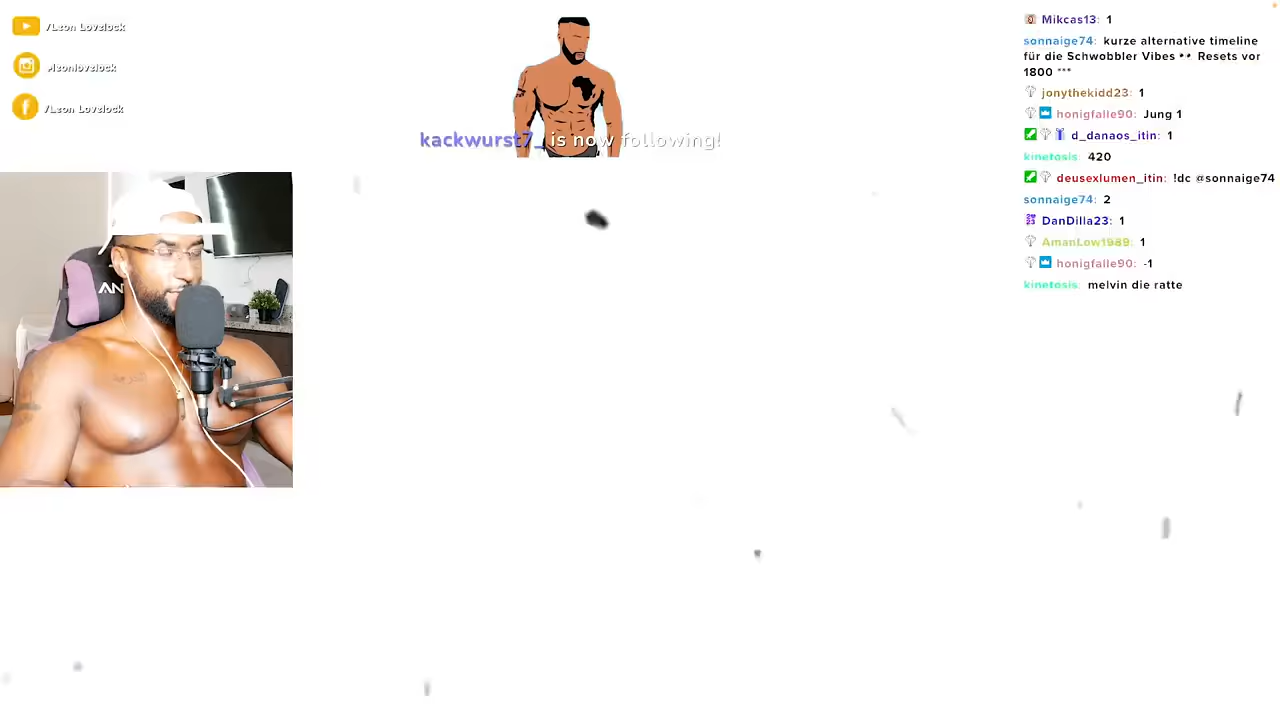 /Leon Lovelock
/leonlovelock
/Leon Lovelock
kackwurst7_ is now following!
AN
Mikcas13: 1
sonnaige74: kurze alternative timeline
für die Schwobbler Vibes 👀 Resets vor
1800 ***
jonythekidd23: 1
honigfalle90: Jung 1
d_danaos_itin: 1
kinetosis: 420
deusexlumen_itin: !dc @sonnaige74
sonnaige74: 2
DanDilla23: 1
AmanLow1989: 1
honigfalle90: -1
kinetosis: melvin die ratte